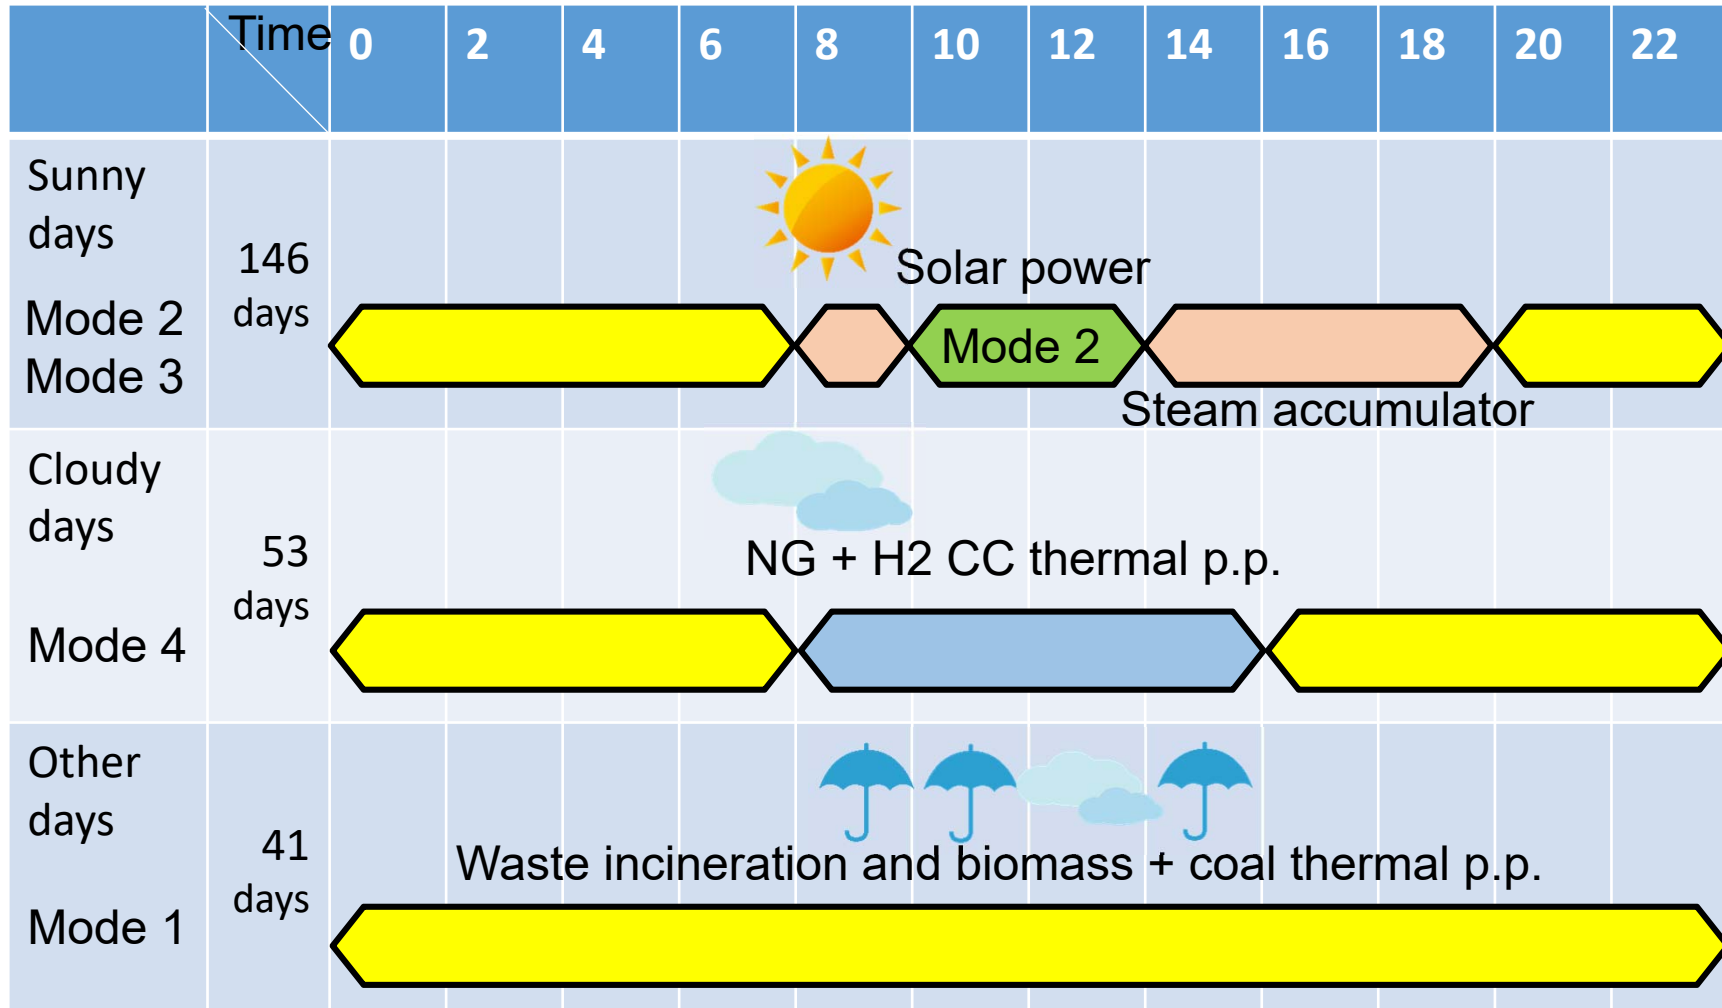 Time 0 2 4 6 8 10 12 14 16 18 20 22
Sunny
days
Mode 2
Mode 3
146
days
Solar power
Mode 2
Steam accumulator
Cloudy
days
Mode 4
53
days
NG + H2 CC thermal p.p.
Other
days
Mode 1
41
days
Waste incineration and biomass + coal thermal p.p.